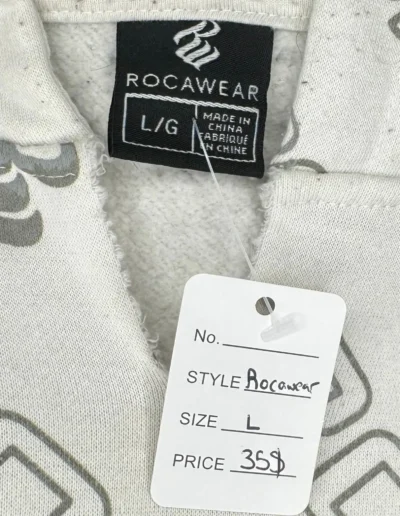 ROCAWEAR
L/G
MADE IN
CHINA
FABRIQUÉ
EN CHINE
No.
STYLE Rocawear
SIZE L
PRICE 35$